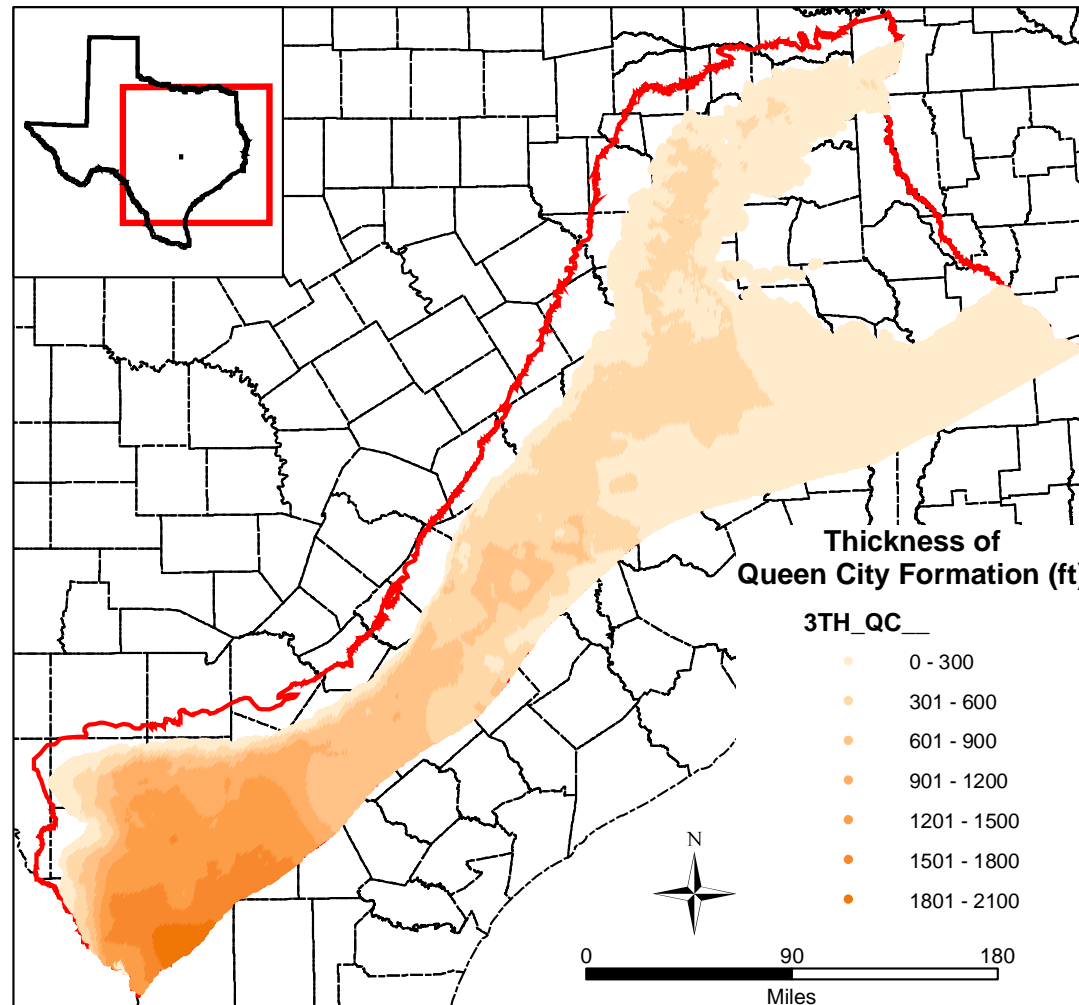 Thickness of
Queen City Formation (ft)
3TH_QC__
0 - 300
301 - 600
601 - 900
901 - 1200
1201 - 1500
1501 - 1800
1801 - 2100
N
0 90 180
Miles